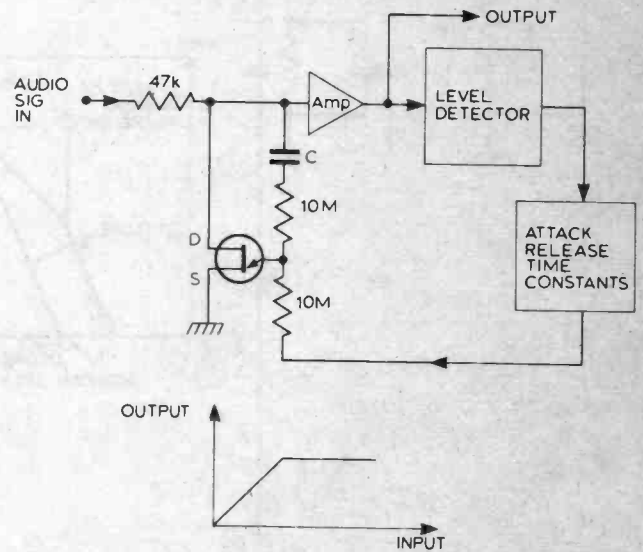 OUTPUT
47k
AUDIO
SIG
IN
Amp
LEVEL
DETECTOR
C
10M
D
S
10M
ATTACK
RELEASE
TIME
CONSTANTS
OUTPUT
INPUT